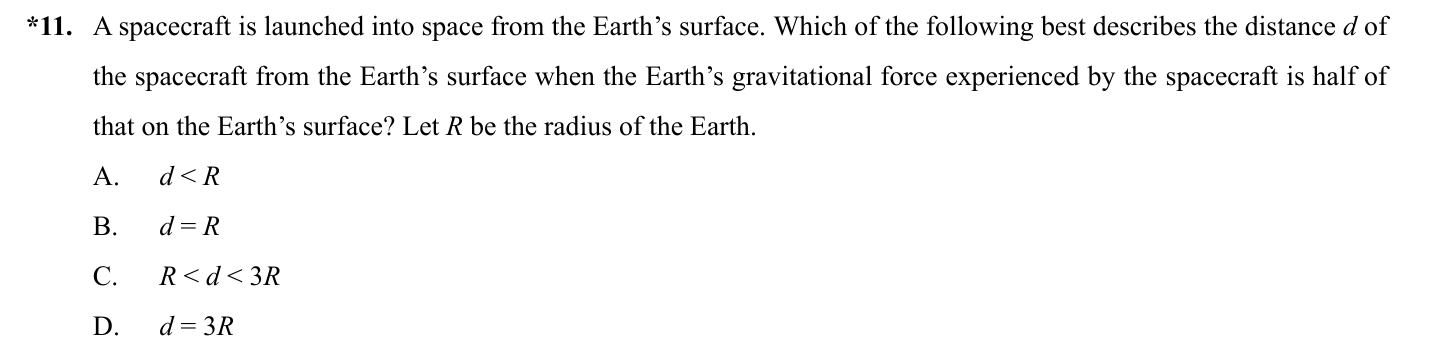 *11. A spacecraft is launched into space from the Earth’s surface. Which of the following best describes the distance d of
the spacecraft from the Earth’s surface when the Earth’s gravitational force experienced by the spacecraft is half of
that on the Earth’s surface? Let R be the radius of the Earth.
A. d < R
B. d = R
C. R < d < 3R
D. d = 3R